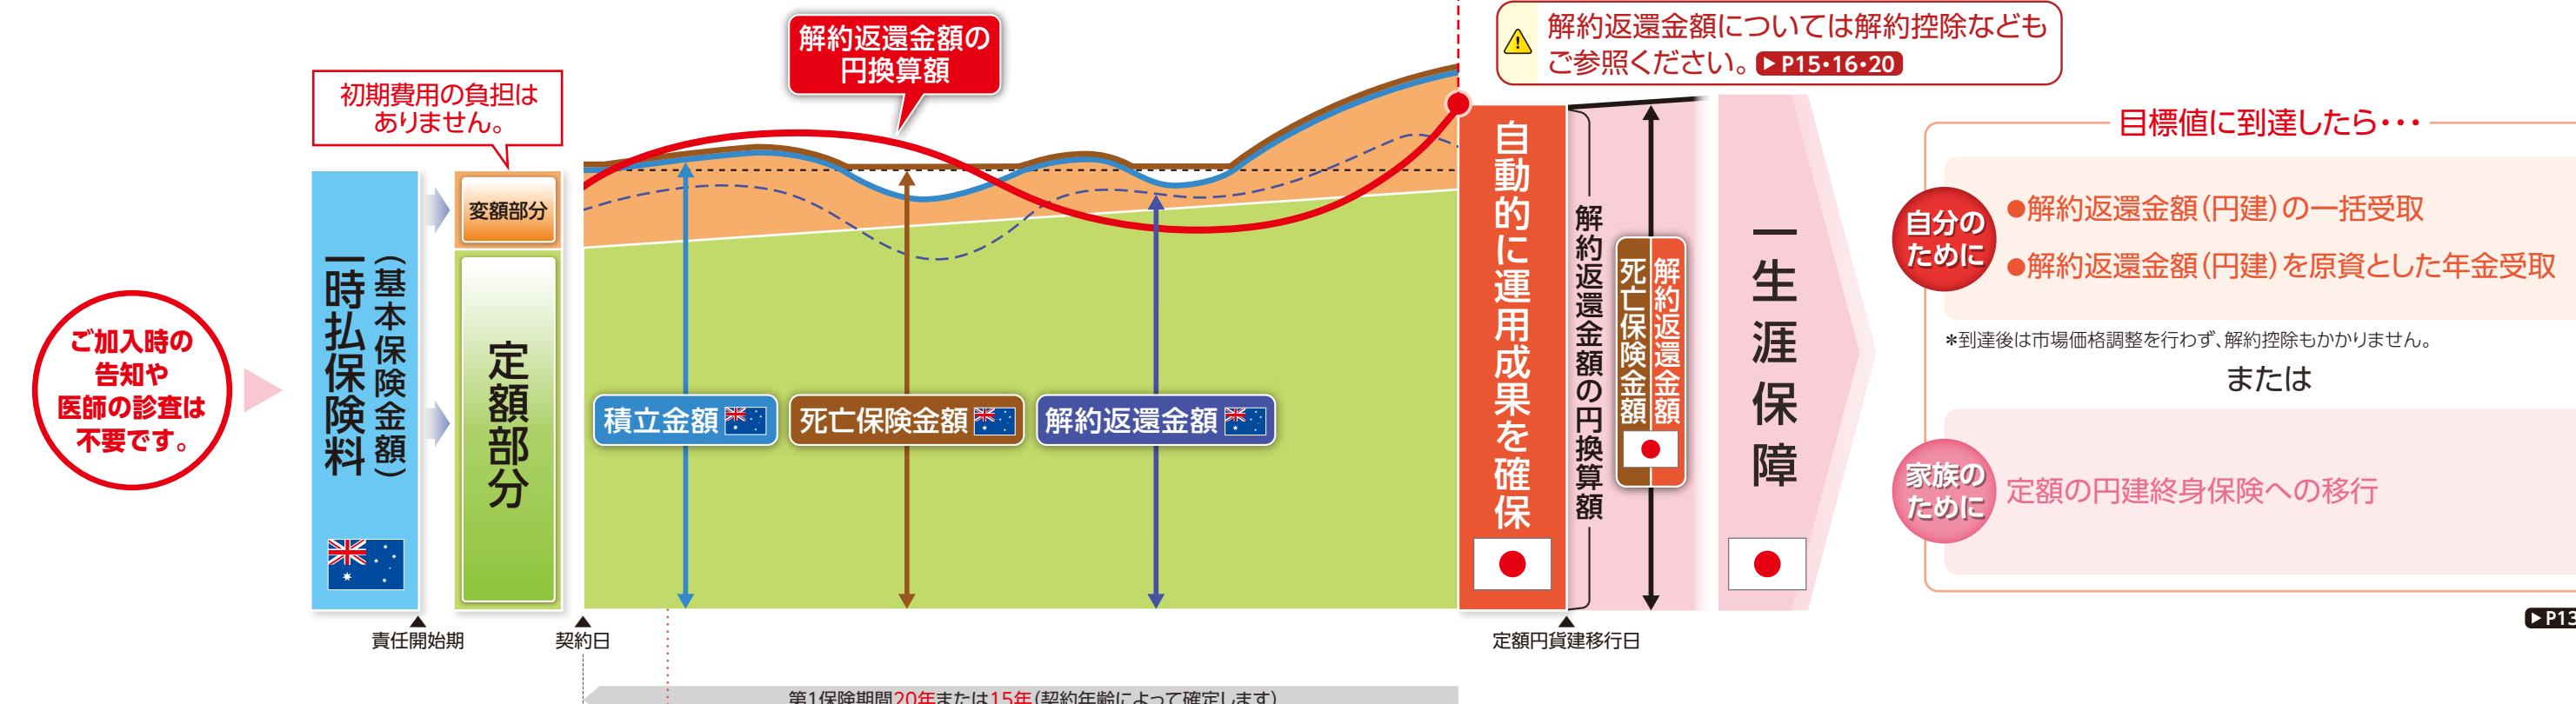 解約返還金額の
円換算額
解約返還金額については解約控除なども
ご参照ください。▶P15・16・20
初期費用の負担は
ありません。
ご加入時の
告知や
医師の診査は
不要です。
一時払保険料
（基本保険金額）
変額部分
定額部分
積立金額
死亡保険金額
解約返還金額
自動的に運用成果を確保
解約返還金額の円換算額
死亡保険金額
解約返還金額
一生涯保障
目標値に到達したら・・・
自分の
ために
●解約返還金額（円建）の一括受取
●解約返還金額（円建）を原資とした年金受取
＊到達後は市場価格調整を行わず、解約控除もかかりません。
または
家族の
ために
定額の円建終身保険への移行
▶P13
責任開始期
契約日
定額円貨建移行日
第1保険期間20年または15年（契約年齢によって確定します）